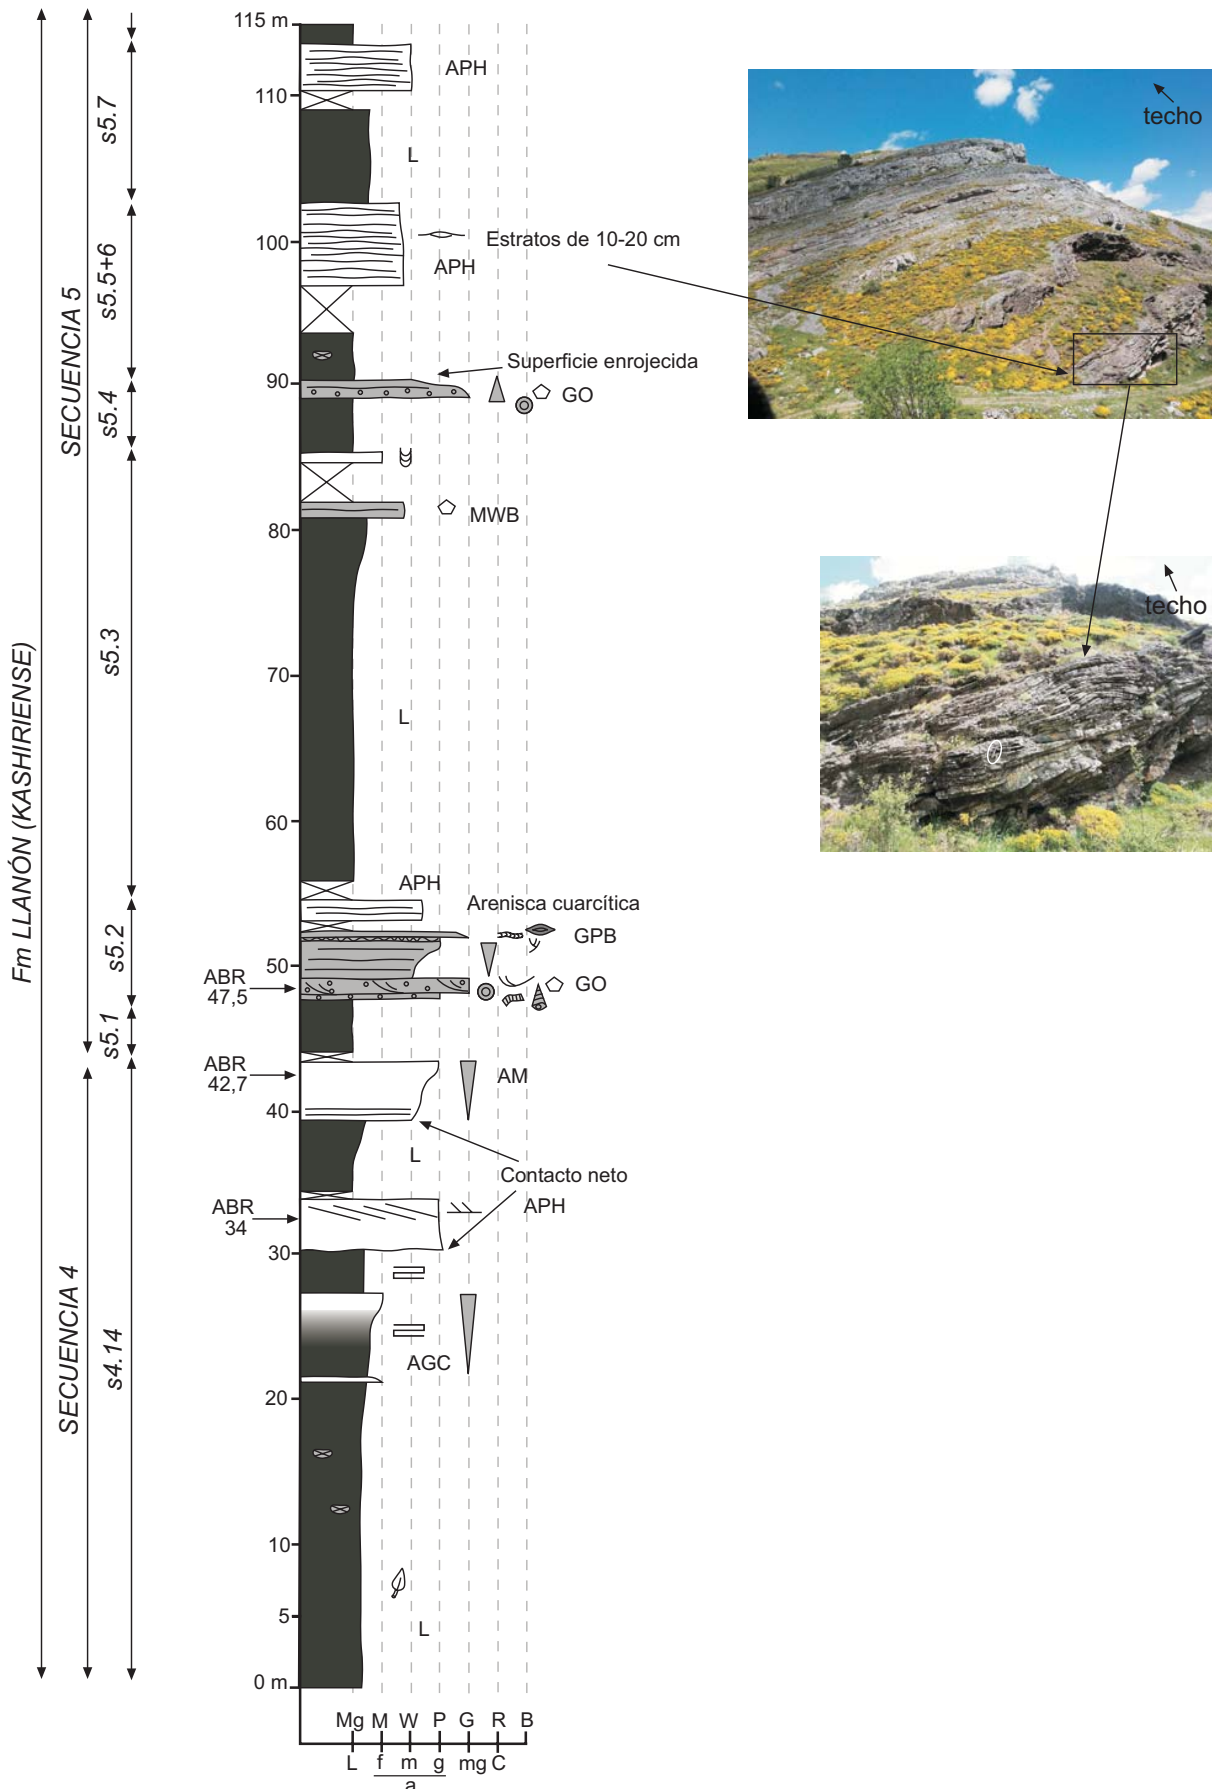 115 m
APH
techo
110
s5.7
L
Estratos de 10-20 cm
100
APH
s5.5+6
SECUENCIA 5
Superficie enrojecida
90
GO
s5.4
80
MWB
techo
70
s5.3
L
Fm LLANÓN (KASHIRIENSE)
60
APH
Arenisca cuarcítica
GPB
s5.2
50
ABR
47,5
GO
s5.1
ABR
42,7
AM
40
L
Contacto neto
ABR
34
APH
30
SECUENCIA 4
s4.14
AGC
20
10
5
L
0 m
Mg M W P G R B
L f m g mg C
a